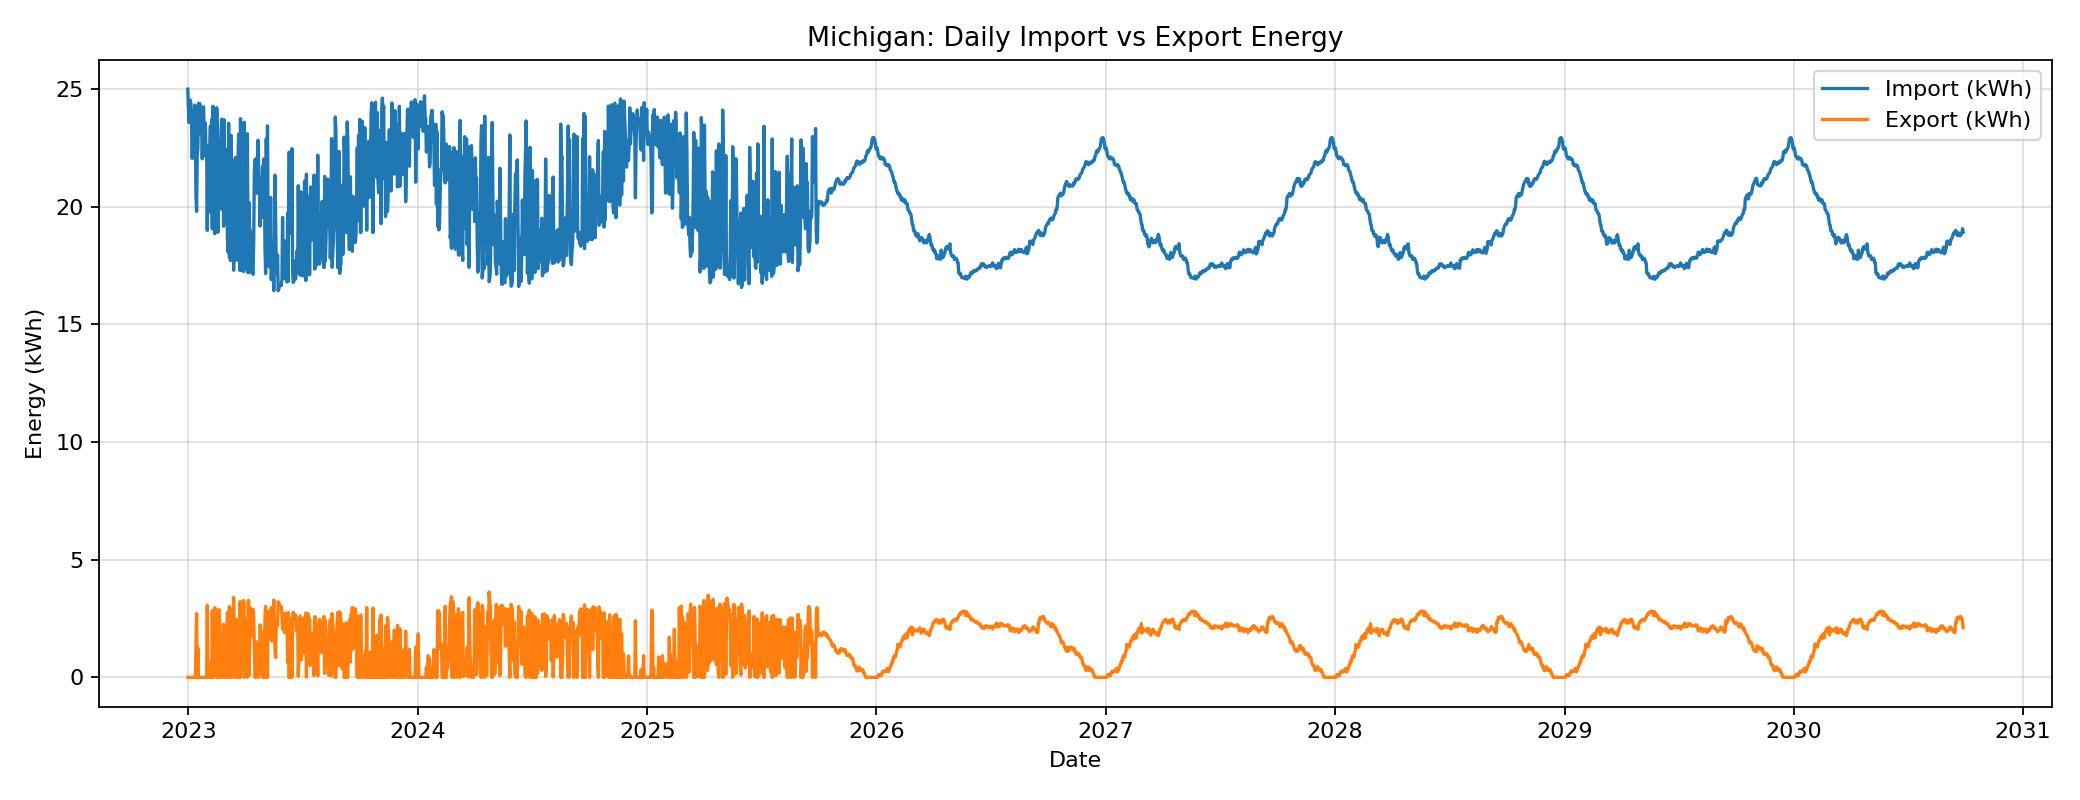 Michigan: Daily Import vs Export Energy
Import (kWh)
Export (kWh)
Energy (kWh)
25
20
15
10
5
0
2023 2024 2025 2026 2027 2028 2029 2030 2031
Date